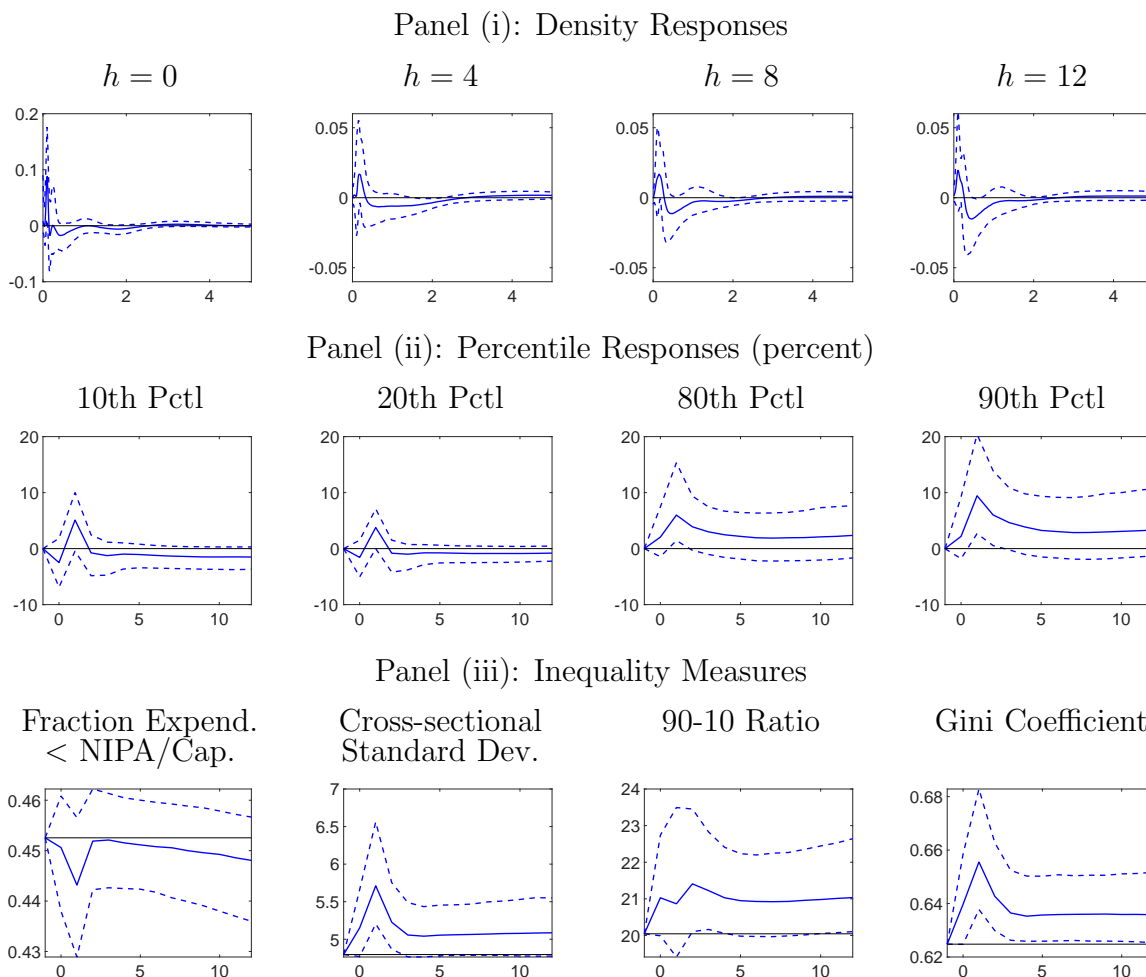 Panel (i): Density Responses
h = 0
h = 4
h = 8
h = 12
0.2
0.1
0
-0.1
0 2 4
0.05
0
-0.05
0 2 4
0.05
0
-0.05
0 2 4
0.05
0
-0.05
0 2 4
Panel (ii): Percentile Responses (percent)
10th Pctl
20th Pctl
80th Pctl
90th Pctl
20
10
0
-10
0 5 10
20
10
0
-10
0 5 10
20
10
0
-10
0 5 10
20
10
0
-10
0 5 10
Panel (iii): Inequality Measures
Fraction Expend.
< NIPA/Cap.
Cross-sectional
Standard Dev.
90-10 Ratio
Gini Coefficient
0.46
0.45
0.44
0.43
0 5 10
7
6.5
6
5.5
5
0 5 10
24
23
22
21
20
0 5 10
0.68
0.66
0.64
0.62
0 5 10